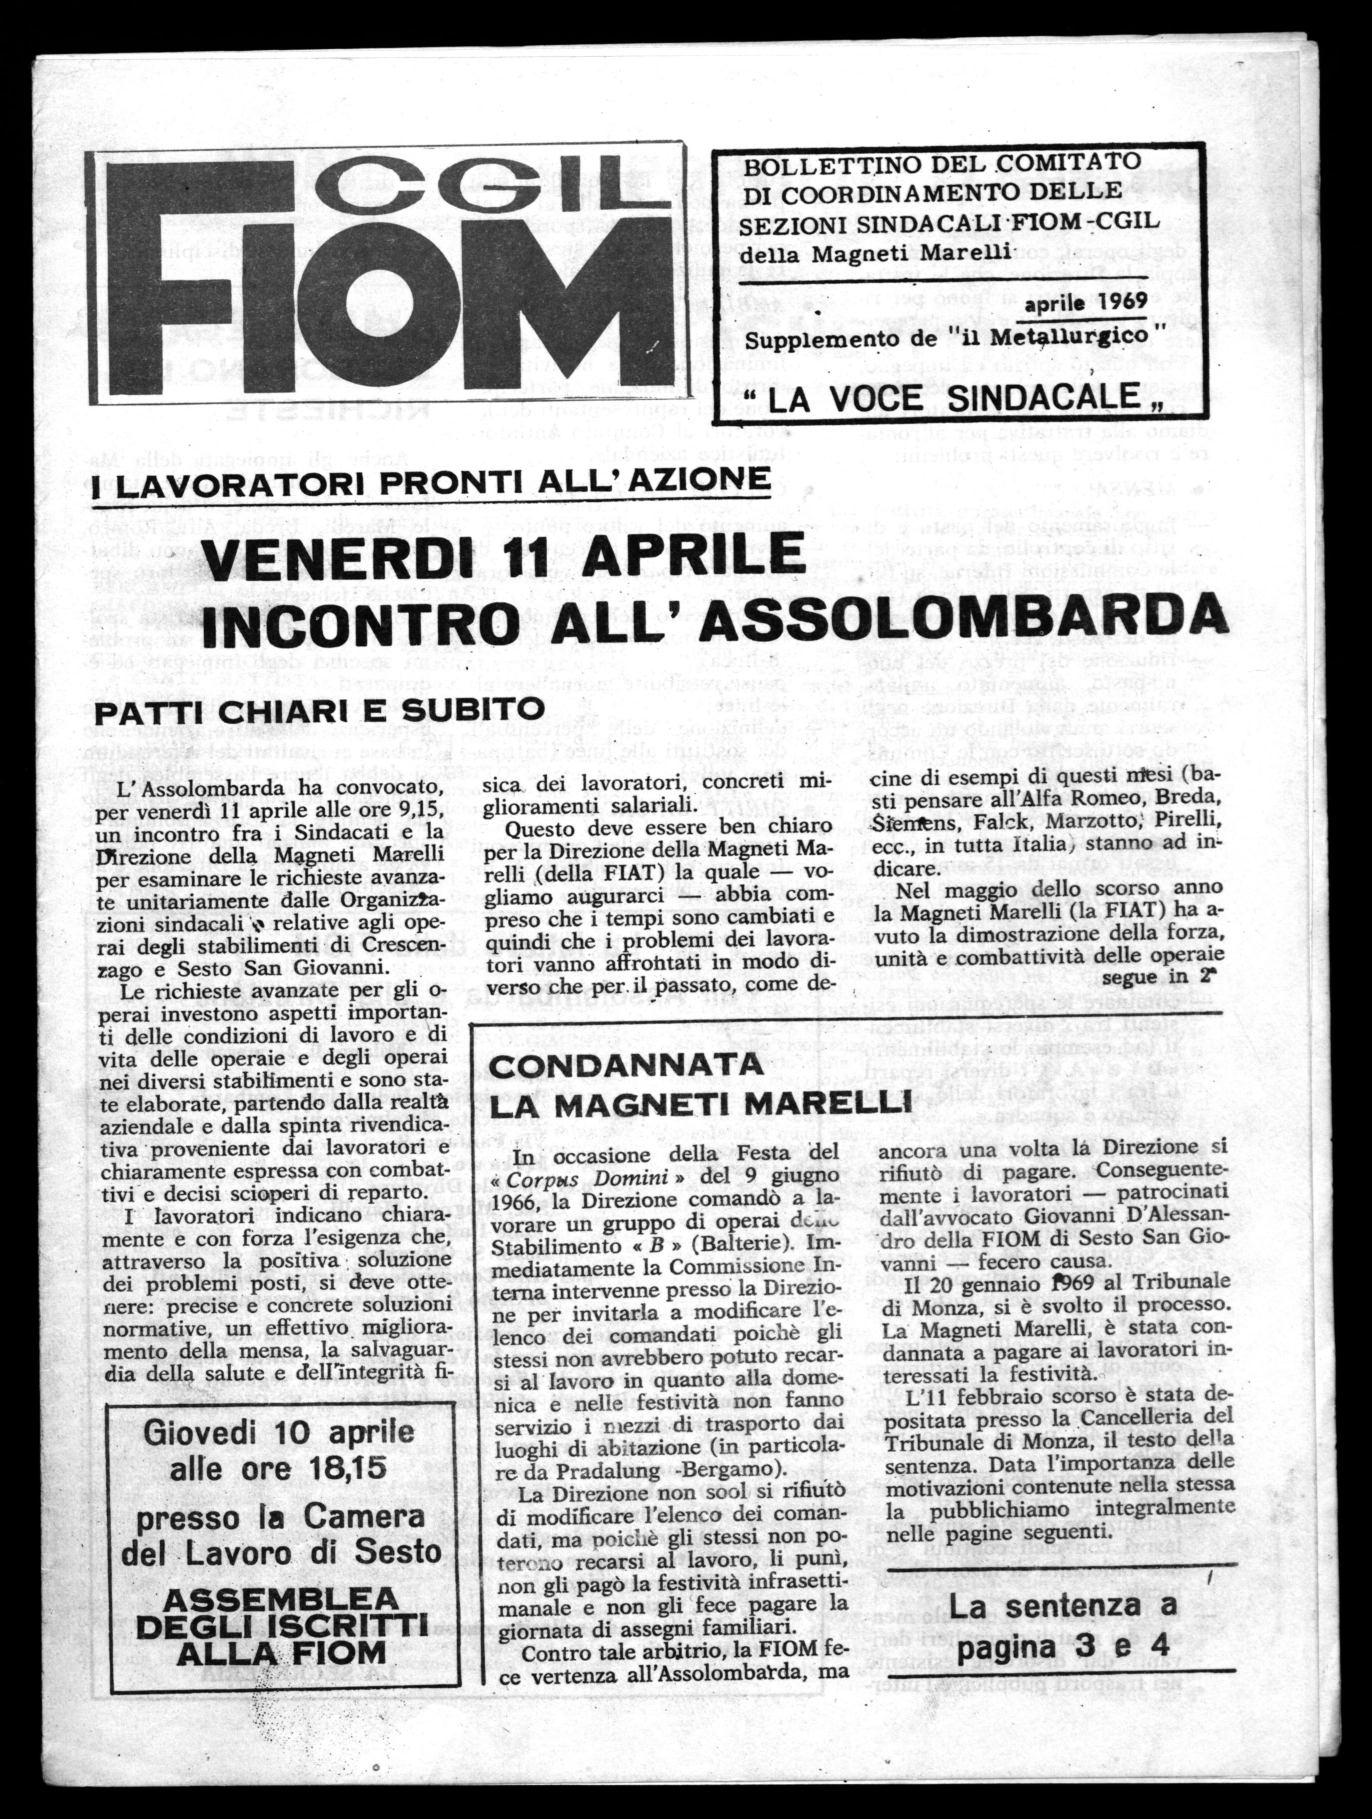 CGIL
FIOM
BOLLETTINO DEL COMITATO
DI COORDINAMENTO DELLE
SEZIONI SINDACALI FIOM-CGIL
della Magneti Marelli
aprile 1969
Supplemento de "il Metallurgico"
“LA VOCE SINDACALE„
I LAVORATORI PRONTI ALL'AZIONE
VENERDI 11 APRILE
INCONTRO ALL'ASSOLOMBARDA
PATTI CHIARI E SUBITO
L'Assolombarda ha convocato,
per venerdì 11 aprile alle ore 9,15,
un incontro fra i Sindacati e la
Direzione della Magneti Marelli
per esaminare le richieste avanza-
te unitariamente dalle Organizza-
zioni sindacali e relative agli ope-
rai degli stabilimenti di Crescen-
zago e Sesto San Giovanni.
Le richieste avanzate per gli o-
perai investono aspetti importan-
ti delle condizioni di lavoro e di
vita delle operaie e degli operai
nei diversi stabilimenti e sono sta-
te elaborate, partendo dalla realtà
aziendale e dalla spinta rivendica-
tiva proveniente dai lavoratori e
chiaramente espressa con combat-
tivi e decisi scioperi di reparto.
I lavoratori indicano chiara-
mente e con forza l'esigenza che,
attraverso la positiva soluzione
dei problemi posti, si deve otte-
nere: precise e concrete soluzioni
normative, un effettivo migliora-
mento della mensa, la salvaguar-
dia della salute e dell'integrità fi-
sica dei lavoratori, concreti mi-
glioramenti salariali.
Questo deve essere ben chiaro
per la Direzione della Magneti Ma-
relli (della FIAT) la quale — vo-
gliamo augurarci — abbia com-
preso che i tempi sono cambiati e
quindi che i problemi dei lavora-
tori vanno affrohtati in modo di-
verso che per il passato, come de-
cine di esempi di questi mesi (ba-
sti pensare all'Alfa Romeo, Breda,
Siemens, Falck, Marzotto, Pirelli,
ecc., in tutta Italia) stanno ad in-
dicare.
Nel maggio dello scorso anno
la Magneti Marelli (la FIAT) ha a-
vuto la dimostrazione della forza,
unità e combattività delle operaie
segue in 2ª
Giovedi 10 aprile
alle ore 18,15
presso la Camera
del Lavoro di Sesto
ASSEMBLEA
DEGLI ISCRITTI
ALLA FIOM
CONDANNATA
LA MAGNETI MARELLI
In occasione della Festa del
« Corpus Domini » del 9 giugno
1966, la Direzione comandò a la-
vorare un gruppo di operai dello
Stabilimento « B » (Balterie). Im-
mediatamente la Commissione In-
terna intervenne presso la Direzio-
ne per invitarla a modificare l'e-
lenco dei comandati poichè gli
stessi non avrebbero potuto recar-
si al lavoro in quanto alla dome-
nica e nelle festività non fanno
servizio i mezzi di trasporto dai
luoghi di abitazione (in particola-
re da Pradalung -Bergamo).
La Direzione non sool si rifiutò
di modificare l'elenco dei coman-
dati, ma poichè gli stessi non po-
terono recarsi al lavoro, li punì,
non gli pagò la festività infrasetti-
manale e non gli fece pagare la
giornata di assegni familiari.
Contro tale arbitrio, la FIOM fe-
ce vertenza all'Assolombarda, ma
ancora una volta la Direzione si
rifiutò di pagare. Conseguente-
mente i lavoratori — patrocinati
dall'avvocato Giovanni D'Alessan-
dro della FIOM di Sesto San Gio-
vanni — fecero causa.
Il 20 gennaio 1969 al Tribunale
di Monza, si è svolto il processo.
La Magneti Marelli, è stata con-
dannata a pagare ai lavoratori in-
teressati la festività.
L'11 febbraio scorso è stata de-
positata presso la Cancelleria del
Tribunale di Monza, il testo della
sentenza. Data l'importanza delle
motivazioni contenute nella stessa
la pubblichiamo integralmente
nelle pagine seguenti.
La sentenza a
pagina 3 e 4